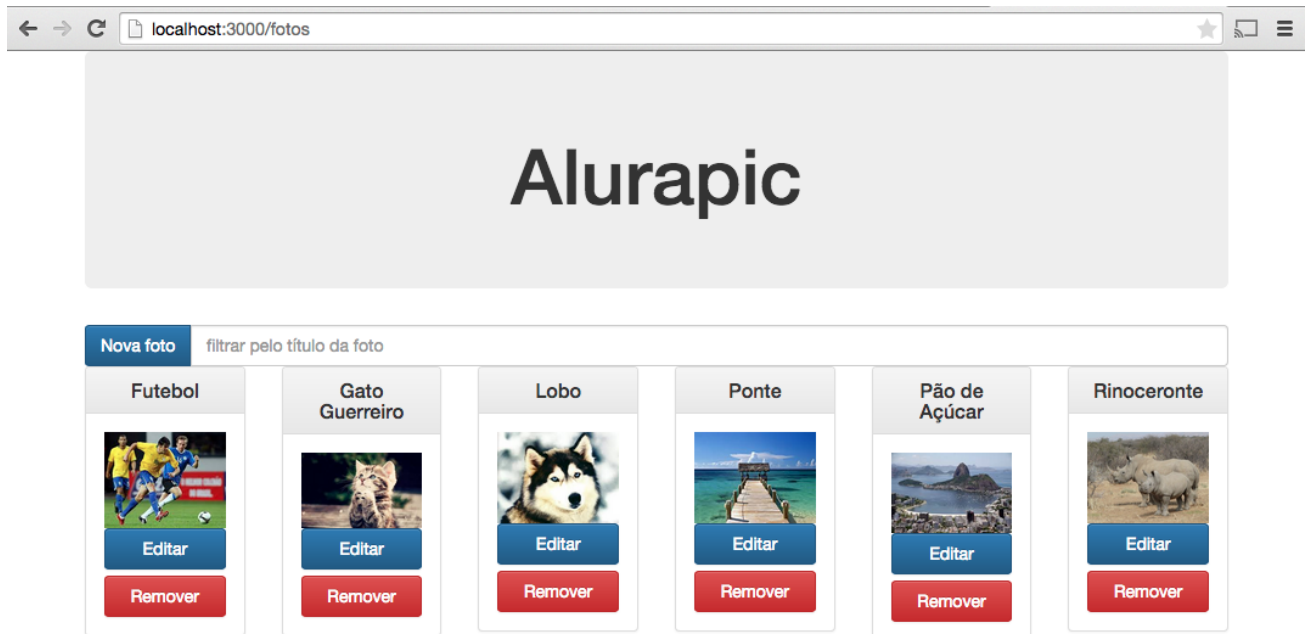 localhost:3000/fotos
Alurapic
Nova foto
filtrar pelo título da foto
Futebol
Gato
Guerreiro
Lobo
Ponte
Pão de
Açúcar
Rinoceronte
Editar
Editar
Editar
Editar
Editar
Editar
Remover
Remover
Remover
Remover
Remover
Remover